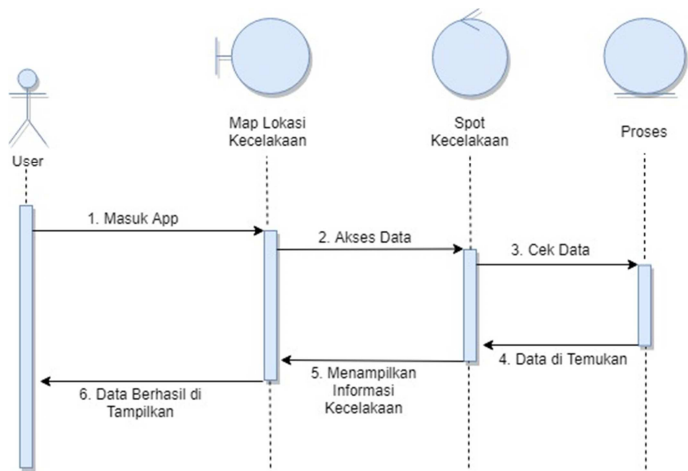 User
Map Lokasi
Kecelakaan
Spot
Kecelakaan
Proses
1. Masuk App
2. Akses Data
3. Cek Data
4. Data di Temukan
5. Menampilkan
Informasi
Kecelakaan
6. Data Berhasil di
Tampilkan